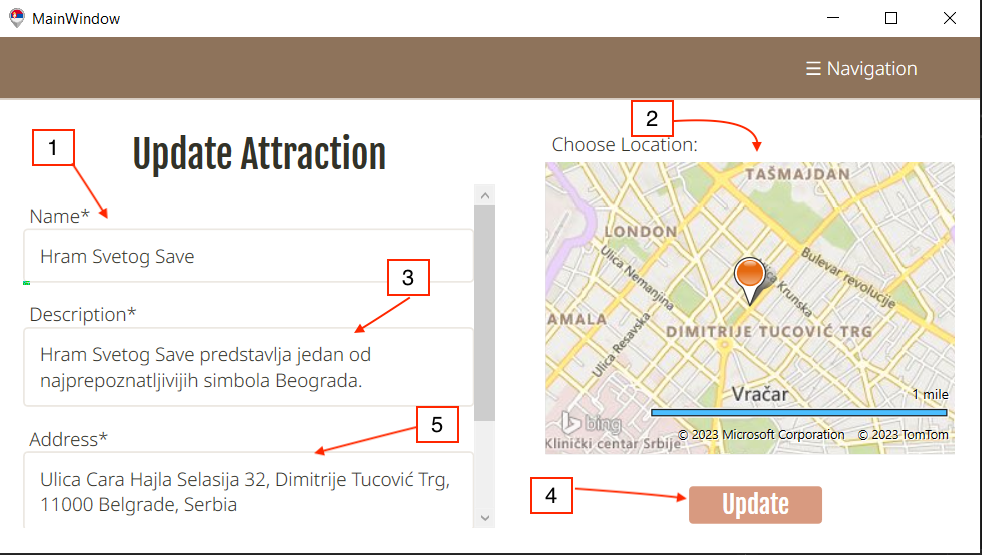 MainWindow
☰ Navigation
1
Update Attraction
Name*
Hram Svetog Save
3
Description*
Hram Svetog Save predstavlja jedan od
najprepoznatljivijih simbola Beograda.
5
Address*
Ulica Cara Hajla Selasija 32, Dimitrije Tucović Trg,
11000 Belgrade, Serbia
2
Choose Location:
TAŠMAJDAN
LONDON
Ulica Nemanjina
Bulevar revolucije
Krunska
AMALA
DIMITRIJE TUCOVIĆ TRG
Ulica Resavska
Vračar
1 mile
bing
Klinički centar Srbije
© 2023 Microsoft Corporation © 2023 TomTom
4
Update